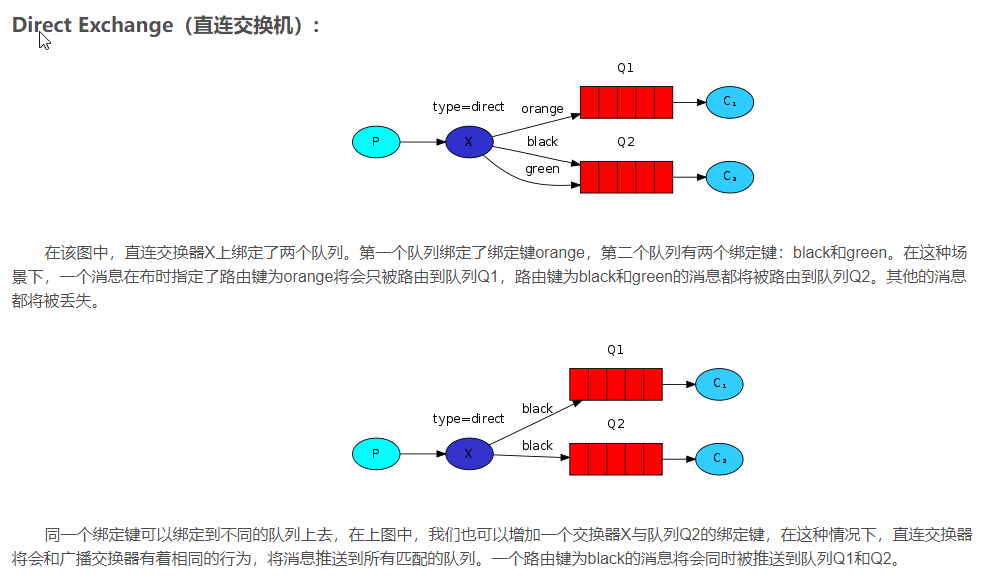 Direct Exchange（直连交换机）：
Q1
type=direct
orange
C₁
P
X
black
Q2
green
C₂
在该图中，直连交换器X上绑定了两个队列。第一个队列绑定了绑定键orange，第二个队列有两个绑定键：black和green。在这种场
景下，一个消息在布时指定了路由键为orange将会只被路由到队列Q1，路由键为black和green的消息都将被路由到队列Q2。其他的消息
都将被丢失。
Q1
C₁
black
type=direct
Q2
black
P
X
C₂
同一个绑定键可以绑定到不同的队列上去，在上图中，我们也可以增加一个交换器X与队列Q2的绑定键，在这种情况下，直连交换器
将会和广播交换器有着相同的行为，将消息推送到所有匹配的队列。一个路由键为black的消息将会同时被推送到队列Q1和Q2。